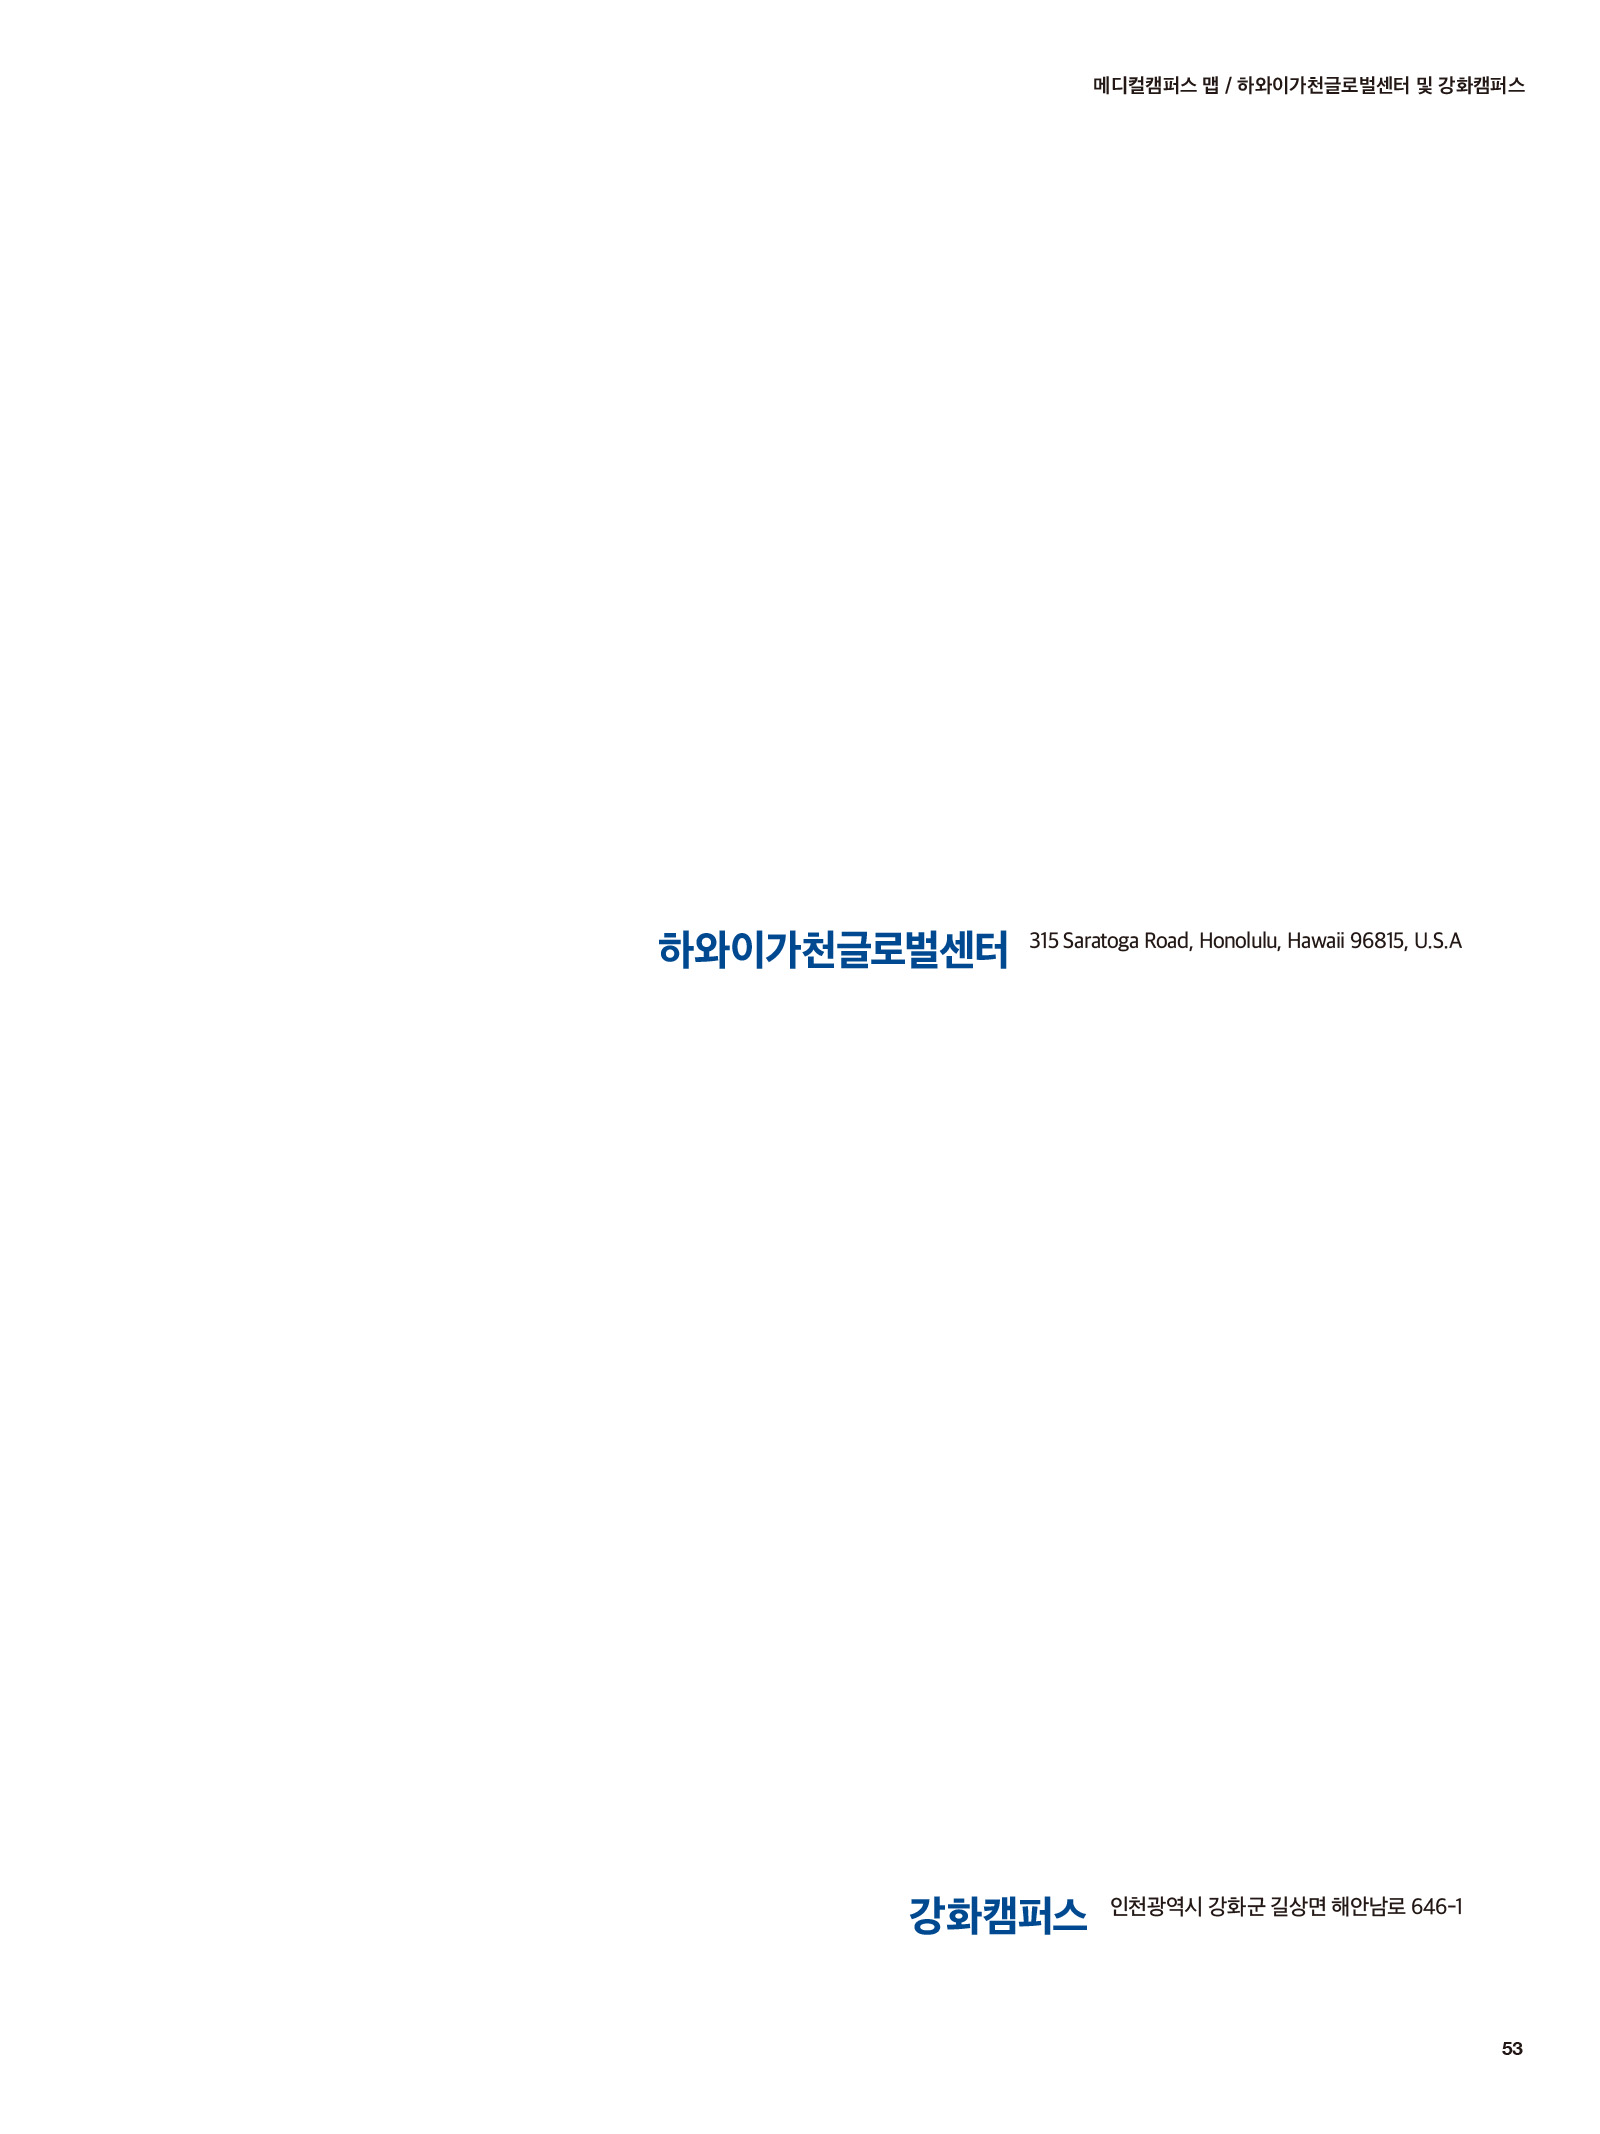 메디컬캠퍼스 맵 / 하와이가천글로벌센터 및 강화캠퍼스
하와이가천글로벌센터 315 Saratoga Road, Honolulu, Hawaii 96815, U.S.A
강화캠퍼스 인천광역시 강화군 길상면 해안남로 646-1
53